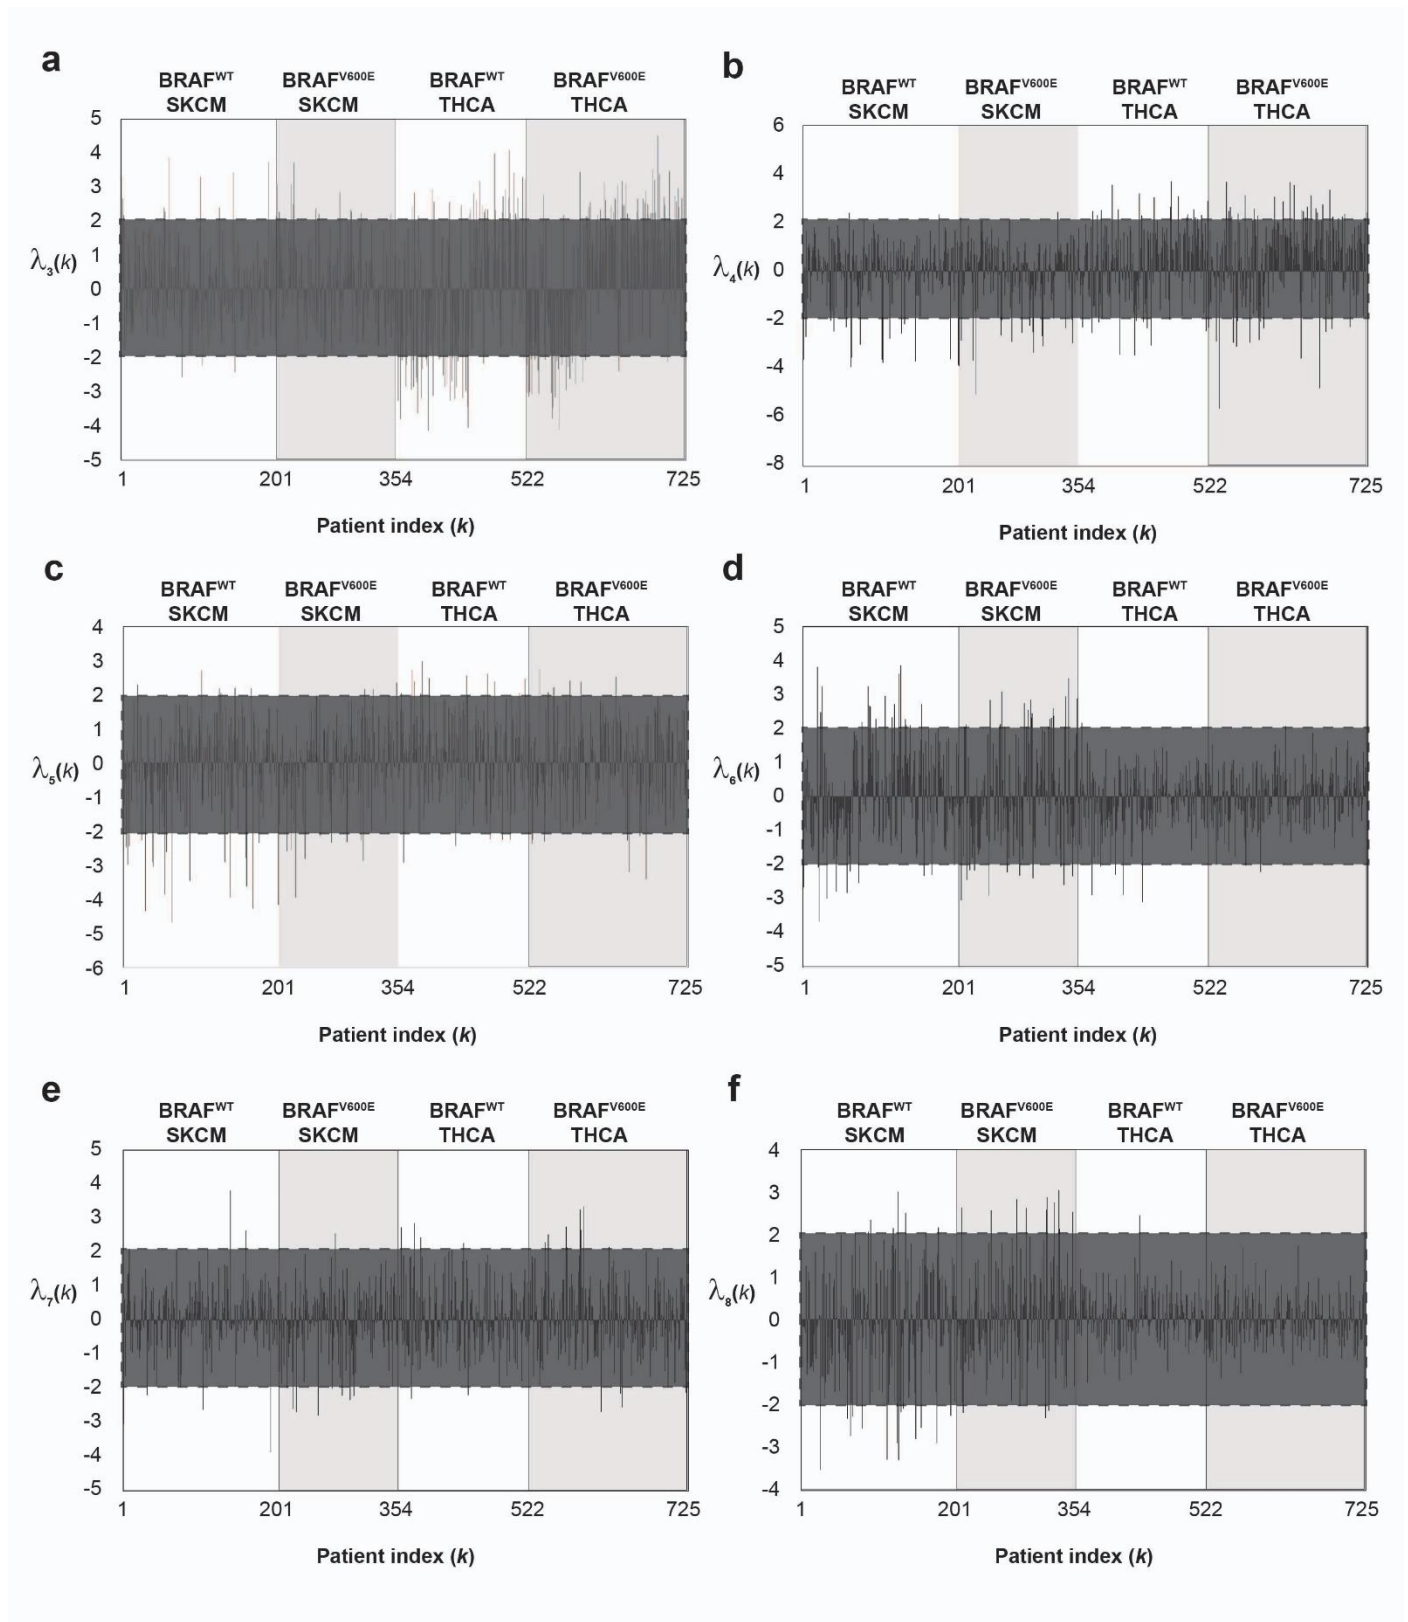 a
BRAFWT BRAFV600E BRAFWT BRAFV600E
SKCM SKCM THCA THCA
5
4
3
2
1
λ3(k)
0
-1
-2
-3
-4
-5
1 201 354 522 725
Patient index (k)
b
BRAFWT BRAFV600E BRAFWT BRAFV600E
SKCM SKCM THCA THCA
6
4
2
λ4(k) 0
-2
-4
-6
-8
1 201 354 522 725
Patient index (k)
c
BRAFWT BRAFV600E BRAFWT BRAFV600E
SKCM SKCM THCA THCA
4
3
2
1
λ5(k) 0
-1
-2
-3
-4
-5
-6
1 201 354 522 725
Patient index (k)
d
BRAFWT BRAFV600E BRAFWT BRAFV600E
SKCM SKCM THCA THCA
5
4
3
2
1
λ6(k)
0
-1
-2
-3
-4
-5
1 201 354 522 725
Patient index (k)
e
BRAFWT BRAFV600E BRAFWT BRAFV600E
SKCM SKCM THCA THCA
5
4
3
2
1
λ7(k)
0
-1
-2
-3
-4
-5
1 201 354 522 725
Patient index (k)
f
BRAFWT BRAFV600E BRAFWT BRAFV600E
SKCM SKCM THCA THCA
4
3
2
1
λ8(k)
0
-1
-2
-3
-4
1 201 354 522 725
Patient index (k)